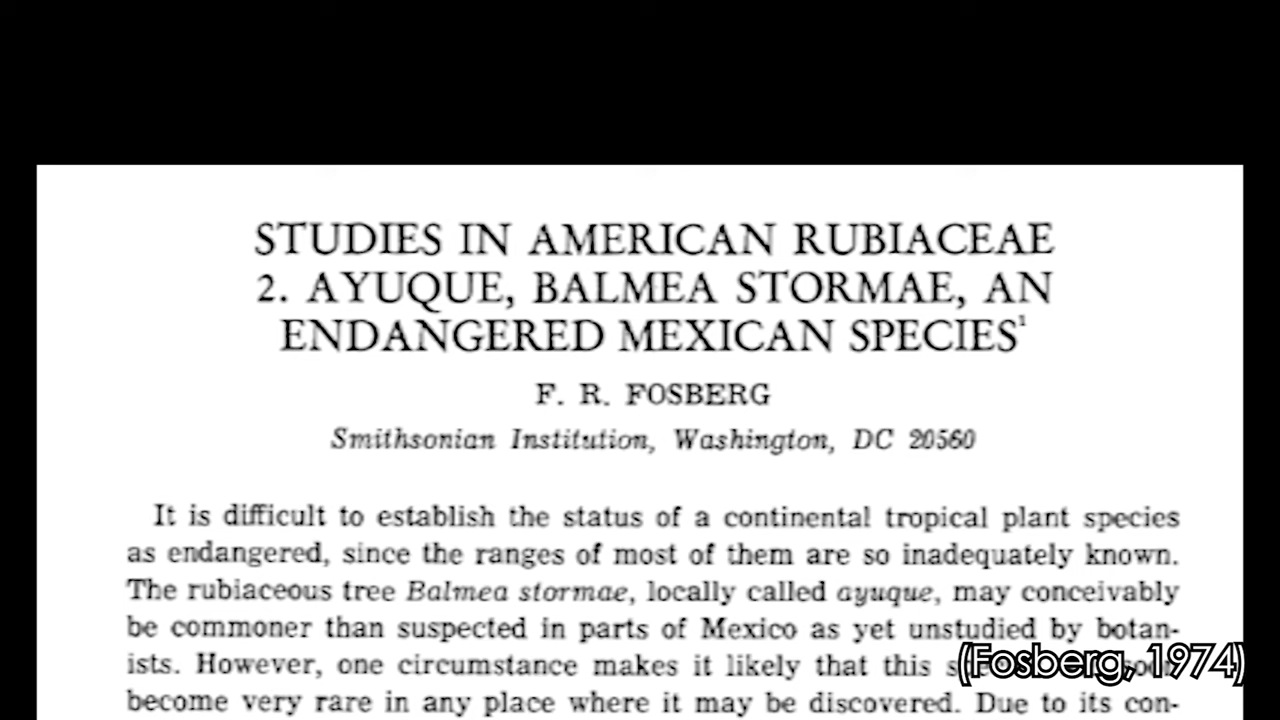 STUDIES IN AMERICAN RUBIACEAE
2. AYUQUE, BALMEA STORMAE, AN
ENDANGERED MEXICAN SPECIES¹
F. R. FOSBERG
Smithsonian Institution, Washington, DC 20560
It is difficult to establish the status of a continental tropical plant species
as endangered, since the ranges of most of them are so inadequately known.
The rubiaceous tree Balmea stormae, locally called ayuque, may conceivably
be commoner than suspected in parts of Mexico as yet unstudied by botan-
ists. However, one circumstance makes it likely that this
become very rare in any place where it may be discovered. Due to its con-
(Fosberg, 1974)